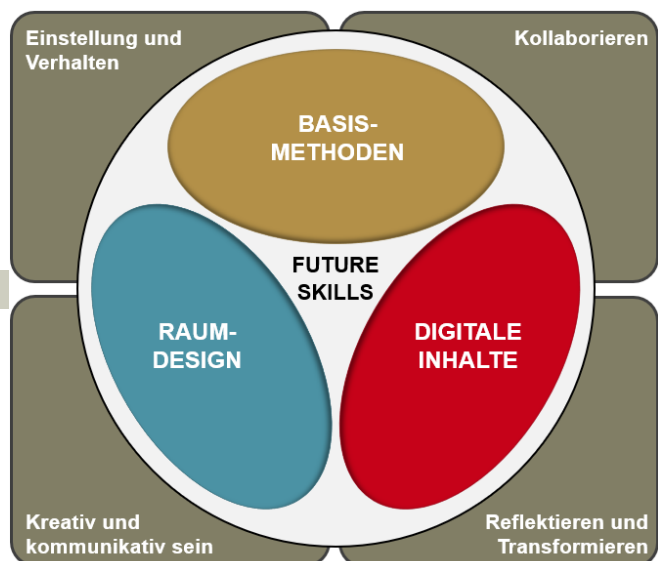 Einstellung und
Verhalten
Kollaborieren
BASIS-
METHODEN
FUTURE
SKILLS
RAUM-
DESIGN
DIGITALE
INHALTE
Kreativ und
kommunikativ sein
Reflektieren und
Transformieren